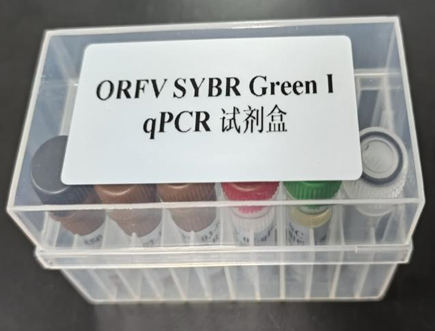 ORFV SYBR Green I
qPCR 试剂盒